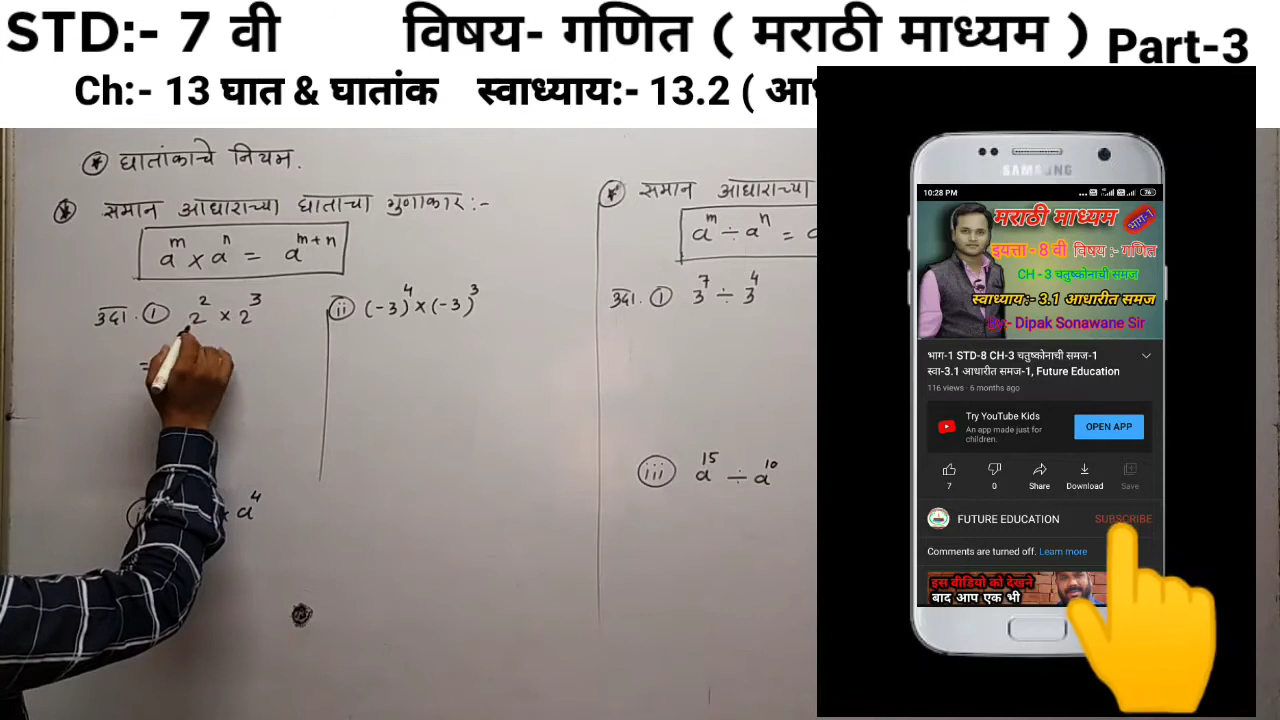 STD:- 7 वी विषय- गणित ( मराठी माध्यम ) Part-3
Ch:- 13 घात & घातांक स्वाध्याय:- 13.2 ( आध
* घातांकाचे नियम.
* समान आधाराच्या घातांचा गुणाकार :-
a^m × a^n = a^(m+n)
उदा. ① 2^2 × 2^3
=
ii (-3)^4 × (-3)^3
× a^4
* समान आधाराच्या
a^m ÷ a^n = a
उदा. ① 3^7 ÷ 3^4
iii a^15 ÷ a^10
SAMSUNG
10:28 PM
मराठी माध्यम भाग-1
इयत्ता - 8 वी विषय :- गणित
CH - 3 चतुष्कोनाची समज
स्वाध्याय:- 3.1 आधारीत समज
By:- Dipak Sonawane Sir
भाग-1 STD-8 CH-3 चतुष्कोनाची समज-1
स्वा-3.1 आधारीत समज-1, Future Education
116 views · 6 months ago
Try YouTube Kids
An app made just for
children.
OPEN APP
7 0 Share Download Save
FUTURE EDUCATION SUBSCRIBE
Comments are turned off. Learn more
इस वीडियो को देखने
बाद आप एक भी